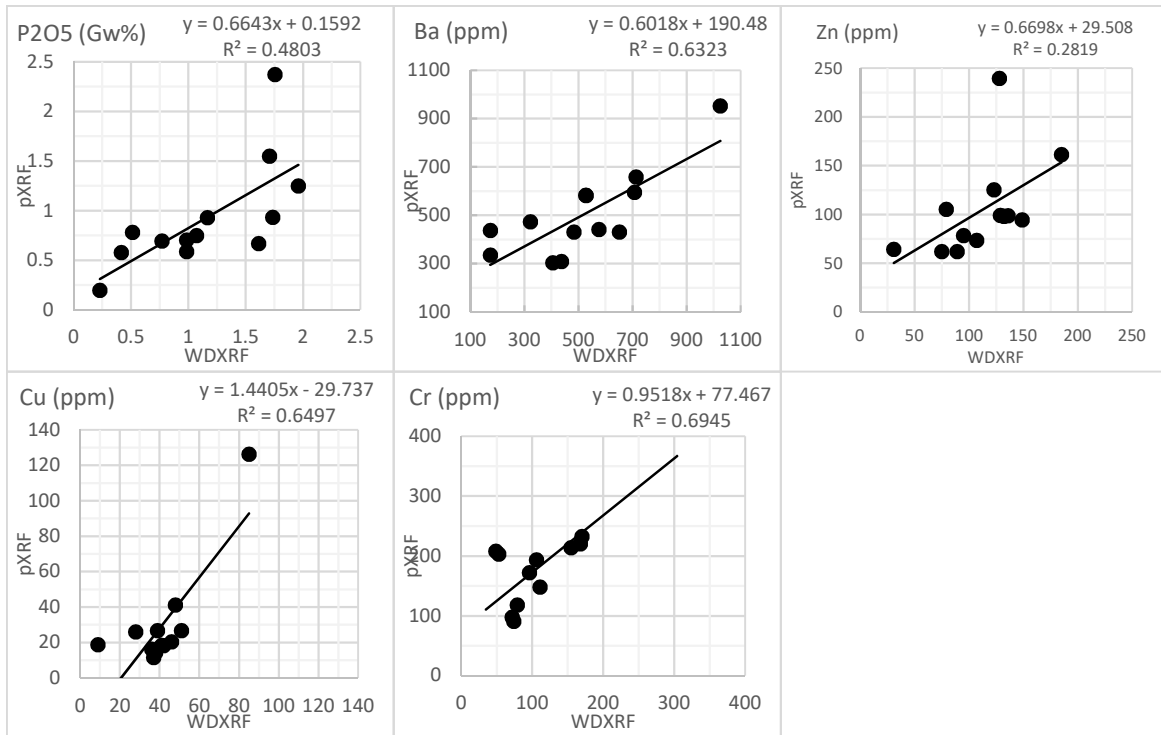 P2O5 (Gw%)
y = 0.6643x + 0.1592
R² = 0.4803
2.5
2
1.5
1
0.5
0
pXRF
0 0.5 1 1.5 2 2.5
WDXRF
Ba (ppm)
y = 0.6018x + 190.48
R² = 0.6323
1100
900
700
500
300
100
pXRF
100 300 500 700 900 1100
WDXRF
Zn (ppm)
y = 0.6698x + 29.508
R² = 0.2819
250
200
150
100
50
0
pXRF
0 50 100 150 200 250
WDXRF
Cu (ppm)
y = 1.4405x - 29.737
R² = 0.6497
140
120
100
80
60
40
20
0
pXRF
0 20 40 60 80 100 120 140
WDXRF
Cr (ppm)
y = 0.9518x + 77.467
R² = 0.6945
400
300
200
100
0
pXRF
0 100 200 300 400
WDXRF